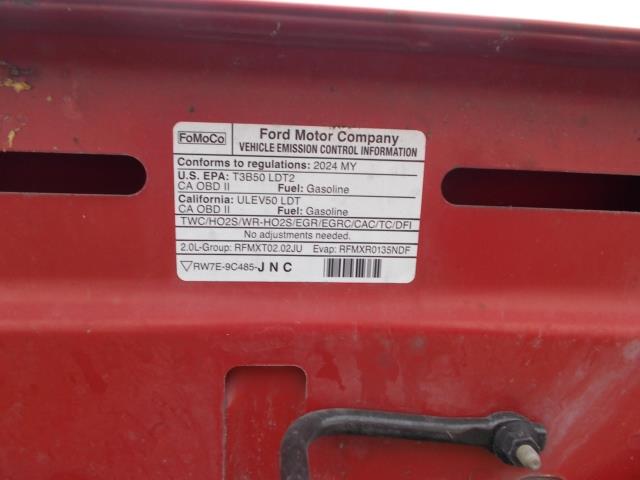 FoMoCo
Ford Motor Company
VEHICLE EMISSION CONTROL INFORMATION
Conforms to regulations: 2024 MY
U.S. EPA: T3B50 LDT2
CA OBD II Fuel: Gasoline
California: ULEV50 LDT
CA OBD II Fuel: Gasoline
TWC/HO2S/WR-HO2S/EGR/EGRC/CAC/TC/DFI
No adjustments needed.
2.0L-Group: RFMXT02.02JU Evap: RFMXR0135NDF
▽RW7E-9C485-JNC